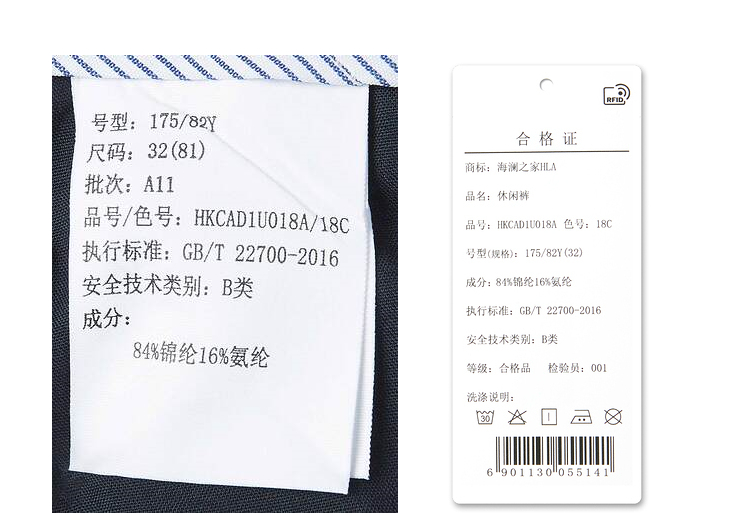 号型：175/82Y
尺码：32(81)
批次：A11
品号/色号：HKCAD1U018A/18C
执行标准：GB/T 22700-2016
安全技术类别：B类
成分：
84%锦纶16%氨纶
RFID
合格证
商标：海澜之家HLA
品名：休闲裤
品号：HKCAD1U018A 色号：18C
号型(规格)：175/82Y(32)
成分：84%锦纶16%氨纶
执行标准：GB/T 22700-2016
安全技术类别：B类
等级：合格品 检验员：001
洗涤说明：
30
6 901130 055141